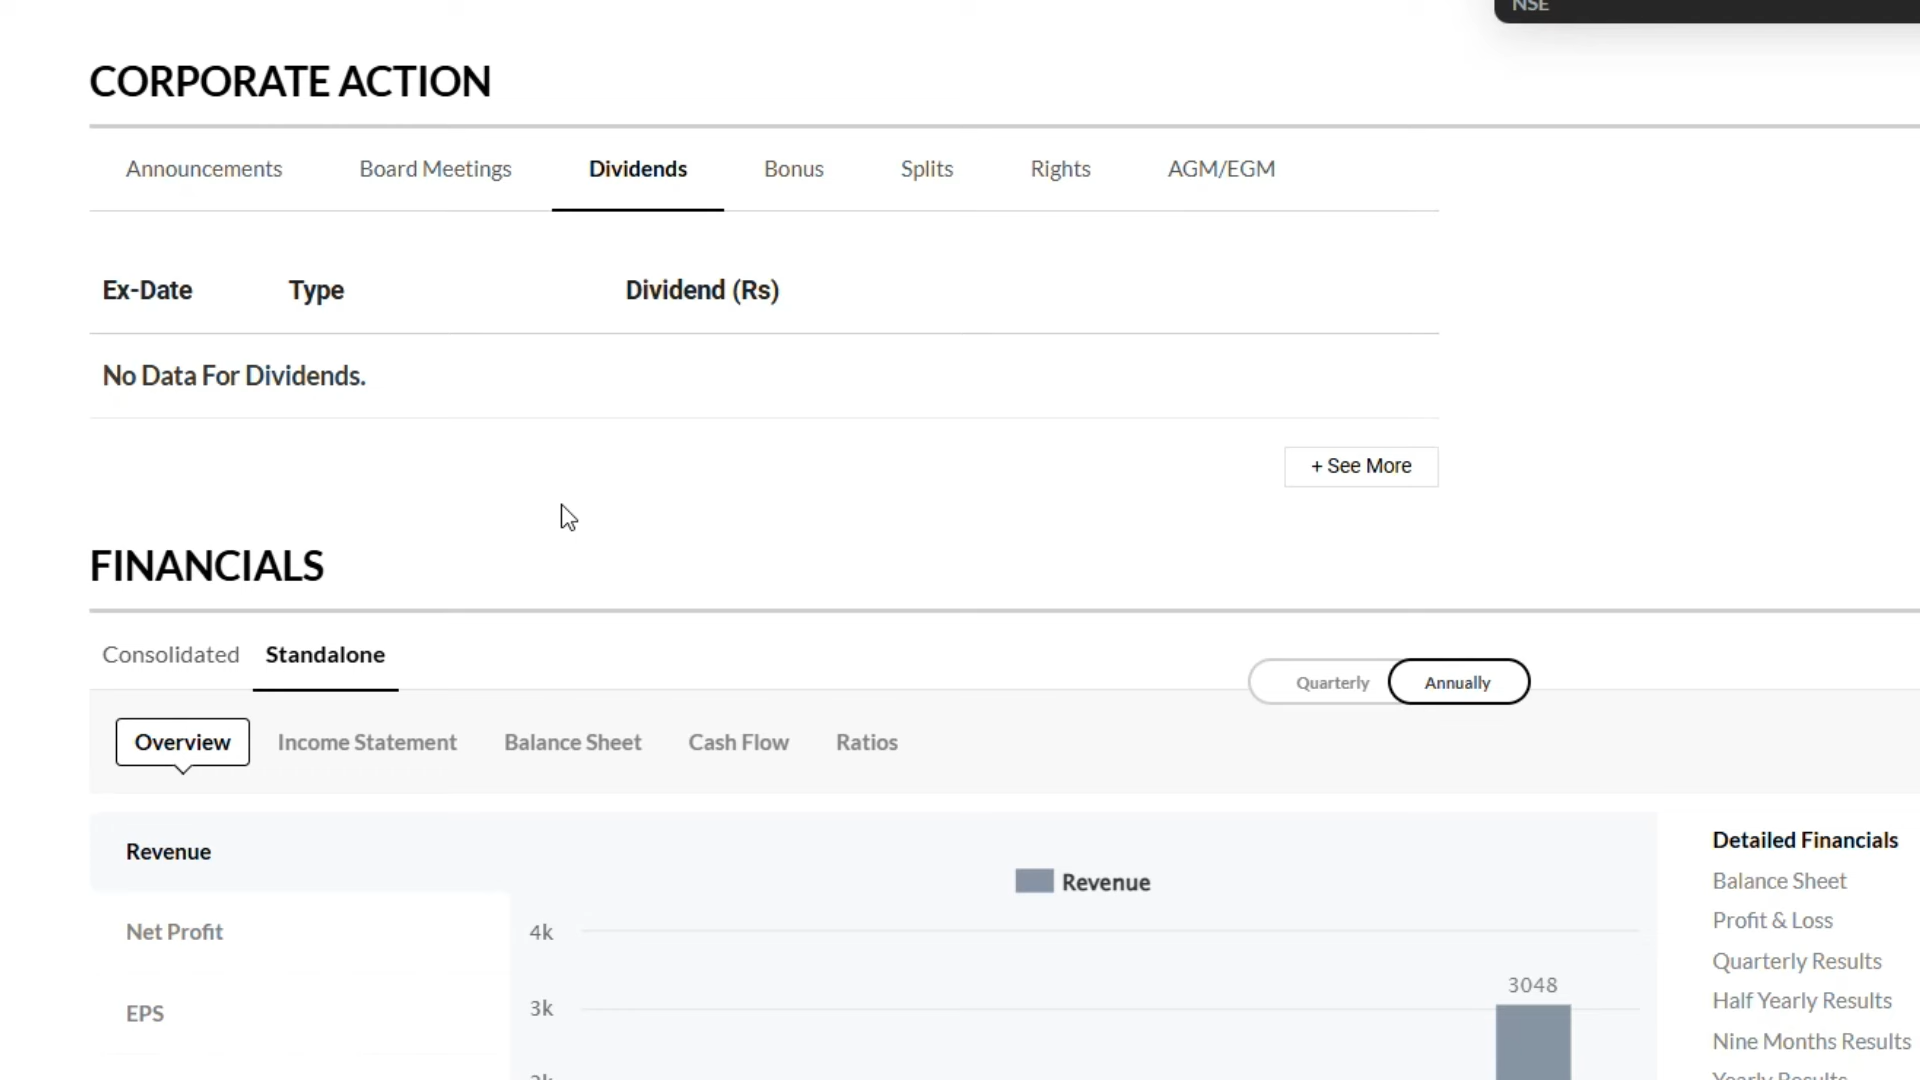 NSE
CORPORATE ACTION
Announcements Board Meetings Dividends Bonus Splits Rights AGM/EGM
Ex-Date Type Dividend (Rs)
No Data For Dividends.
+ See More
FINANCIALS
Consolidated Standalone
Quarterly Annually
Overview Income Statement Balance Sheet Cash Flow Ratios
Revenue
Net Profit
EPS
Revenue
4k
3048
3k
Detailed Financials
Balance Sheet
Profit & Loss
Quarterly Results
Half Yearly Results
Nine Months Results
Yearly Results